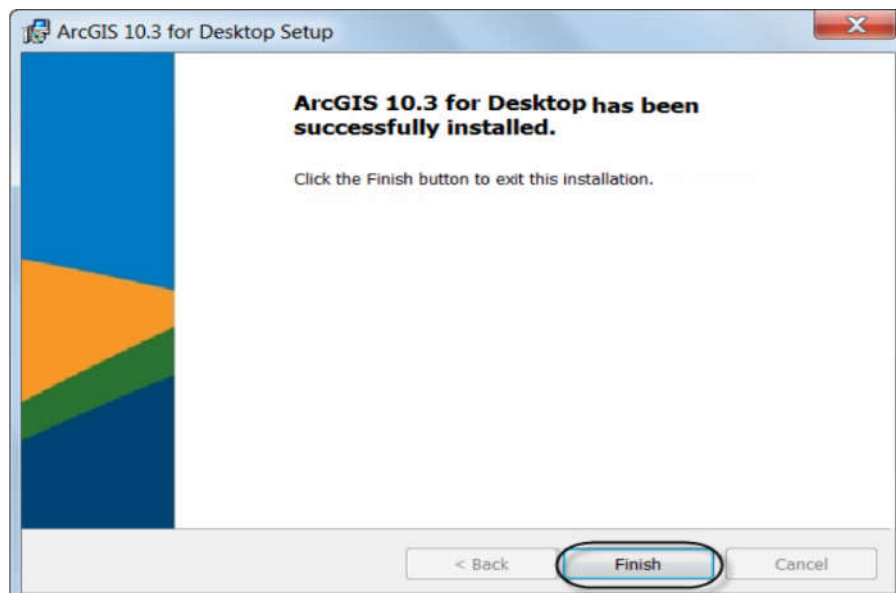 ArcGIS 10.3 for Desktop Setup
ArcGIS 10.3 for Desktop has been
successfully installed.
Click the Finish button to exit this installation.
< Back Finish Cancel